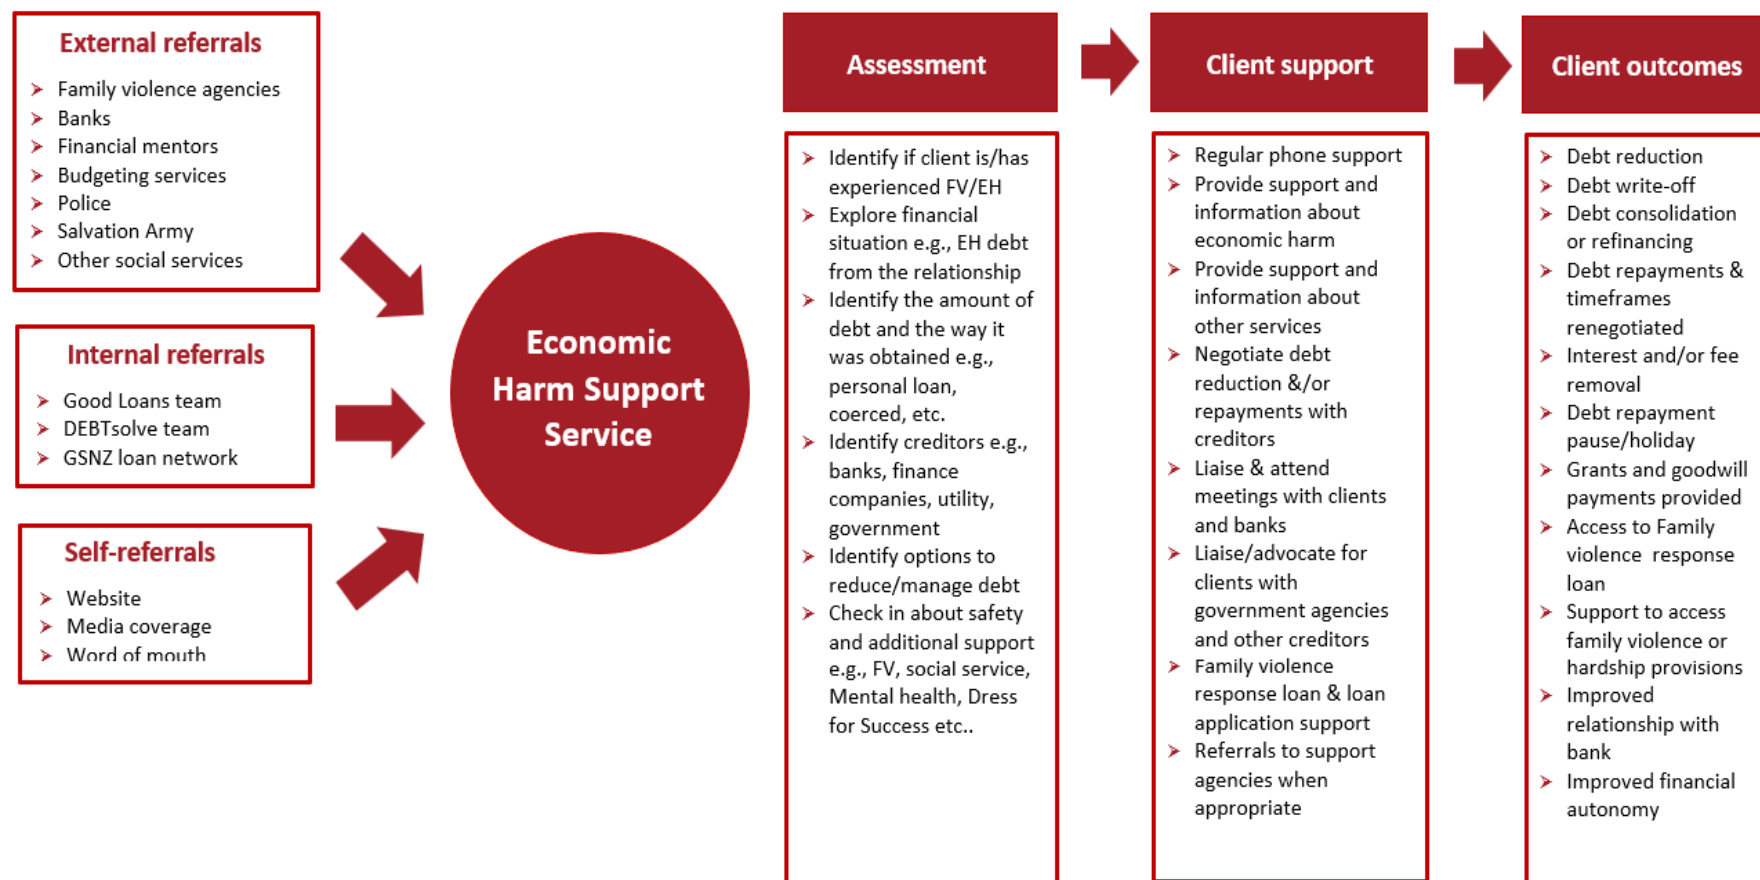 External referrals
Family violence agencies
Banks
Financial mentors
Budgeting services
Police
Salvation Army
Other social services
Internal referrals
Good Loans team
DEBTsolve team
GSNZ loan network
Self-referrals
Website
Media coverage
Word of mouth
Economic
Harm Support
Service
Assessment
Identify if client is/has
experienced FV/EH
Explore financial
situation e.g., EH debt
from the relationship
Identify the amount of
debt and the way it
was obtained e.g.,
personal loan,
coerced, etc.
Identify creditors e.g.,
banks, finance
companies, utility,
government
Identify options to
reduce/manage debt
Check in about safety
and additional support
e.g., FV, social service,
Mental health, Dress
for Success etc..
Client support
Regular phone support
Provide support and
information about
economic harm
Provide support and
information about
other services
Negotiate debt
reduction &/or
repayments with
creditors
Liaise & attend
meetings with clients
and banks
Liaise/advocate for
clients with
government agencies
and other creditors
Family violence
response loan & loan
application support
Referrals to support
agencies when
appropriate
Client outcomes
Debt reduction
Debt write-off
Debt consolidation
or refinancing
Debt repayments &
timeframes
renegotiated
Interest and/or fee
removal
Debt repayment
pause/holiday
Grants and goodwill
payments provided
Access to Family
violence response
loan
Support to access
family violence or
hardship provisions
Improved
relationship with
bank
Improved financial
autonomy